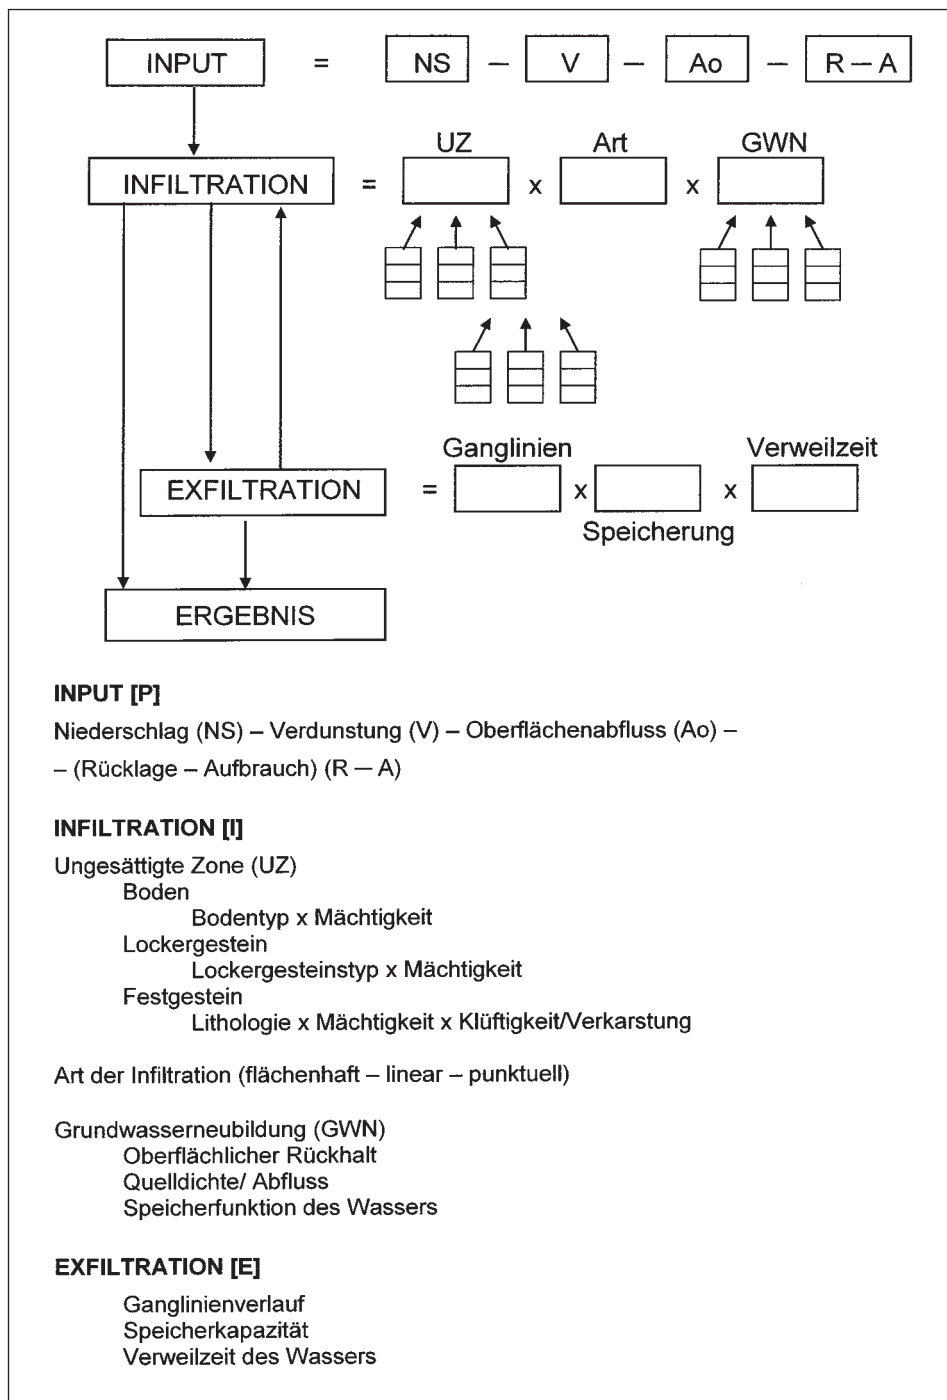 INPUT = NS – V – Ao – R – A
UZ Art GWN
INFILTRATION = x x
Ganglinien Verweilzeit
EXFILTRATION = x x
Speicherung
ERGEBNIS
INPUT [P]
Niederschlag (NS) – Verdunstung (V) – Oberflächenabfluss (Ao) –
– (Rücklage – Aufbrauch) (R — A)
INFILTRATION [I]
Ungesättigte Zone (UZ)
Boden
Bodentyp x Mächtigkeit
Lockergestein
Lockergesteinstyp x Mächtigkeit
Festgestein
Lithologie x Mächtigkeit x Klüftigkeit/Verkarstung
Art der Infiltration (flächenhaft – linear – punktuell)
Grundwasserneubildung (GWN)
Oberflächlicher Rückhalt
Quelldichte/ Abfluss
Speicherfunktion des Wassers
EXFILTRATION [E]
Ganglinienverlauf
Speicherkapazität
Verweilzeit des Wassers